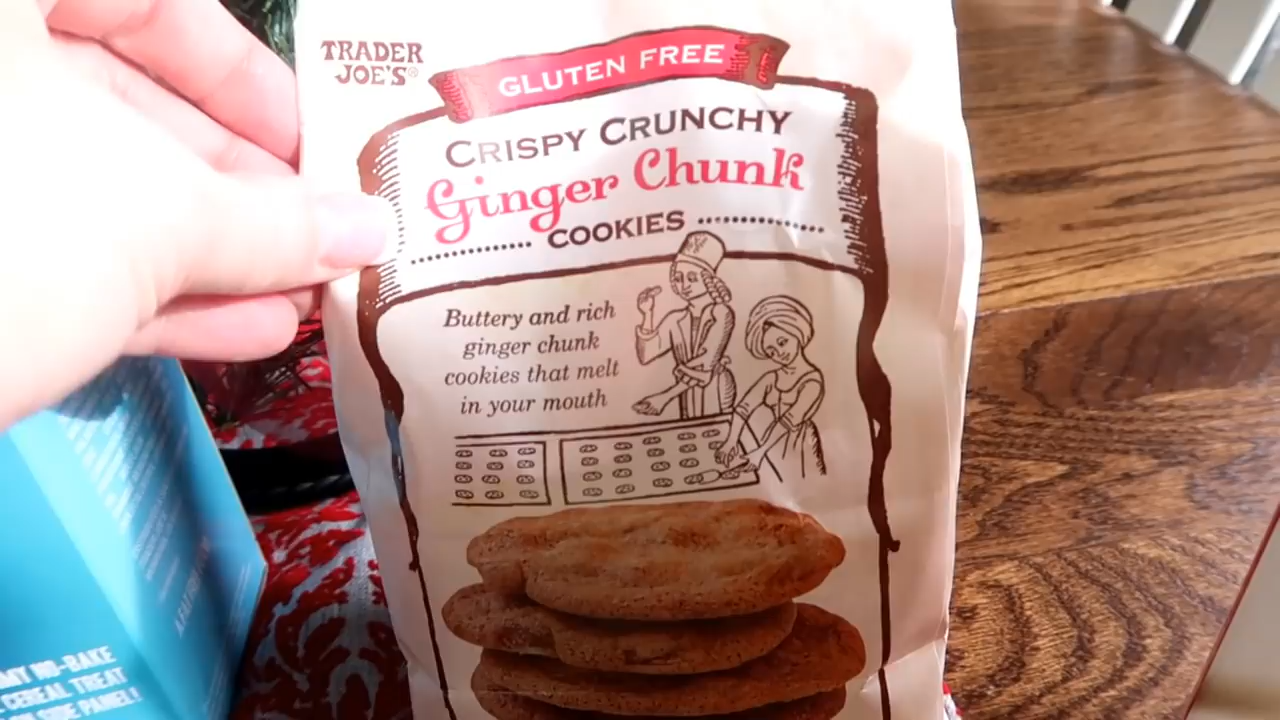 TRADER
JOE'S®
GLUTEN FREE
CRISPY CRUNCHY
Ginger Chunk
COOKIES
Buttery and rich
ginger chunk
cookies that melt
in your mouth
NO-BAKE
CEREAL TREAT
SIDE PANEL!